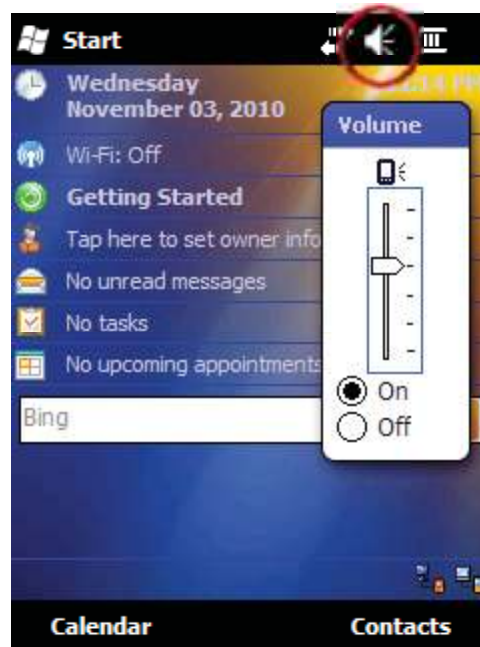 Start
Wednesday
November 03, 2010
Volume
Wi-Fi: Off
Getting Started
Tap here to set owner info
No unread messages
No tasks
No upcoming appointments
On
Off
Bing
Calendar
Contacts